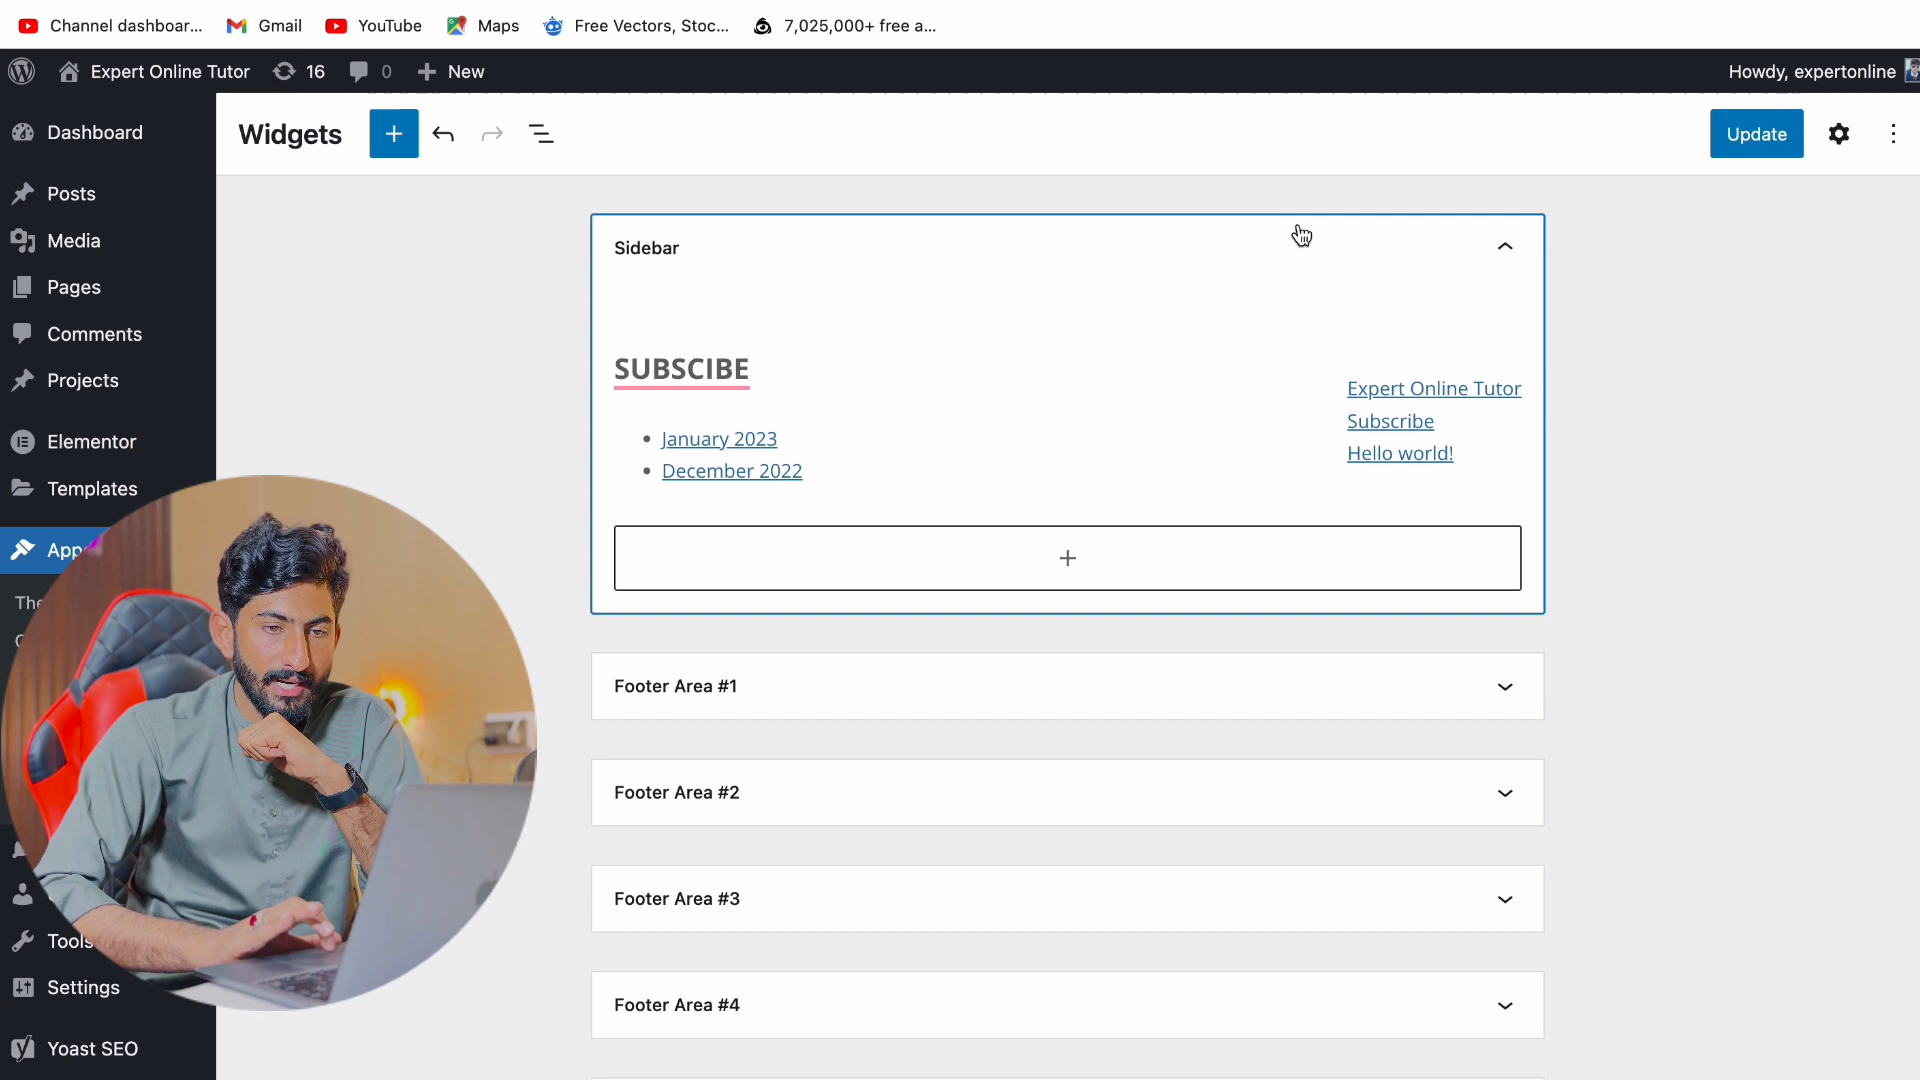 Channel dashboar...
Gmail
YouTube
Maps
Free Vectors, Stoc...
7,025,000+ free a...
Expert Online Tutor
16
0
New
Howdy, expertonline
Dashboard
Posts
Media
Pages
Comments
Projects
Elementor
Templates
App
The
Tools
Settings
Yoast SEO
Widgets
Update
Sidebar
SUBSCIBE
January 2023
December 2022
Expert Online Tutor
Subscribe
Hello world!
Footer Area #1
Footer Area #2
Footer Area #3
Footer Area #4